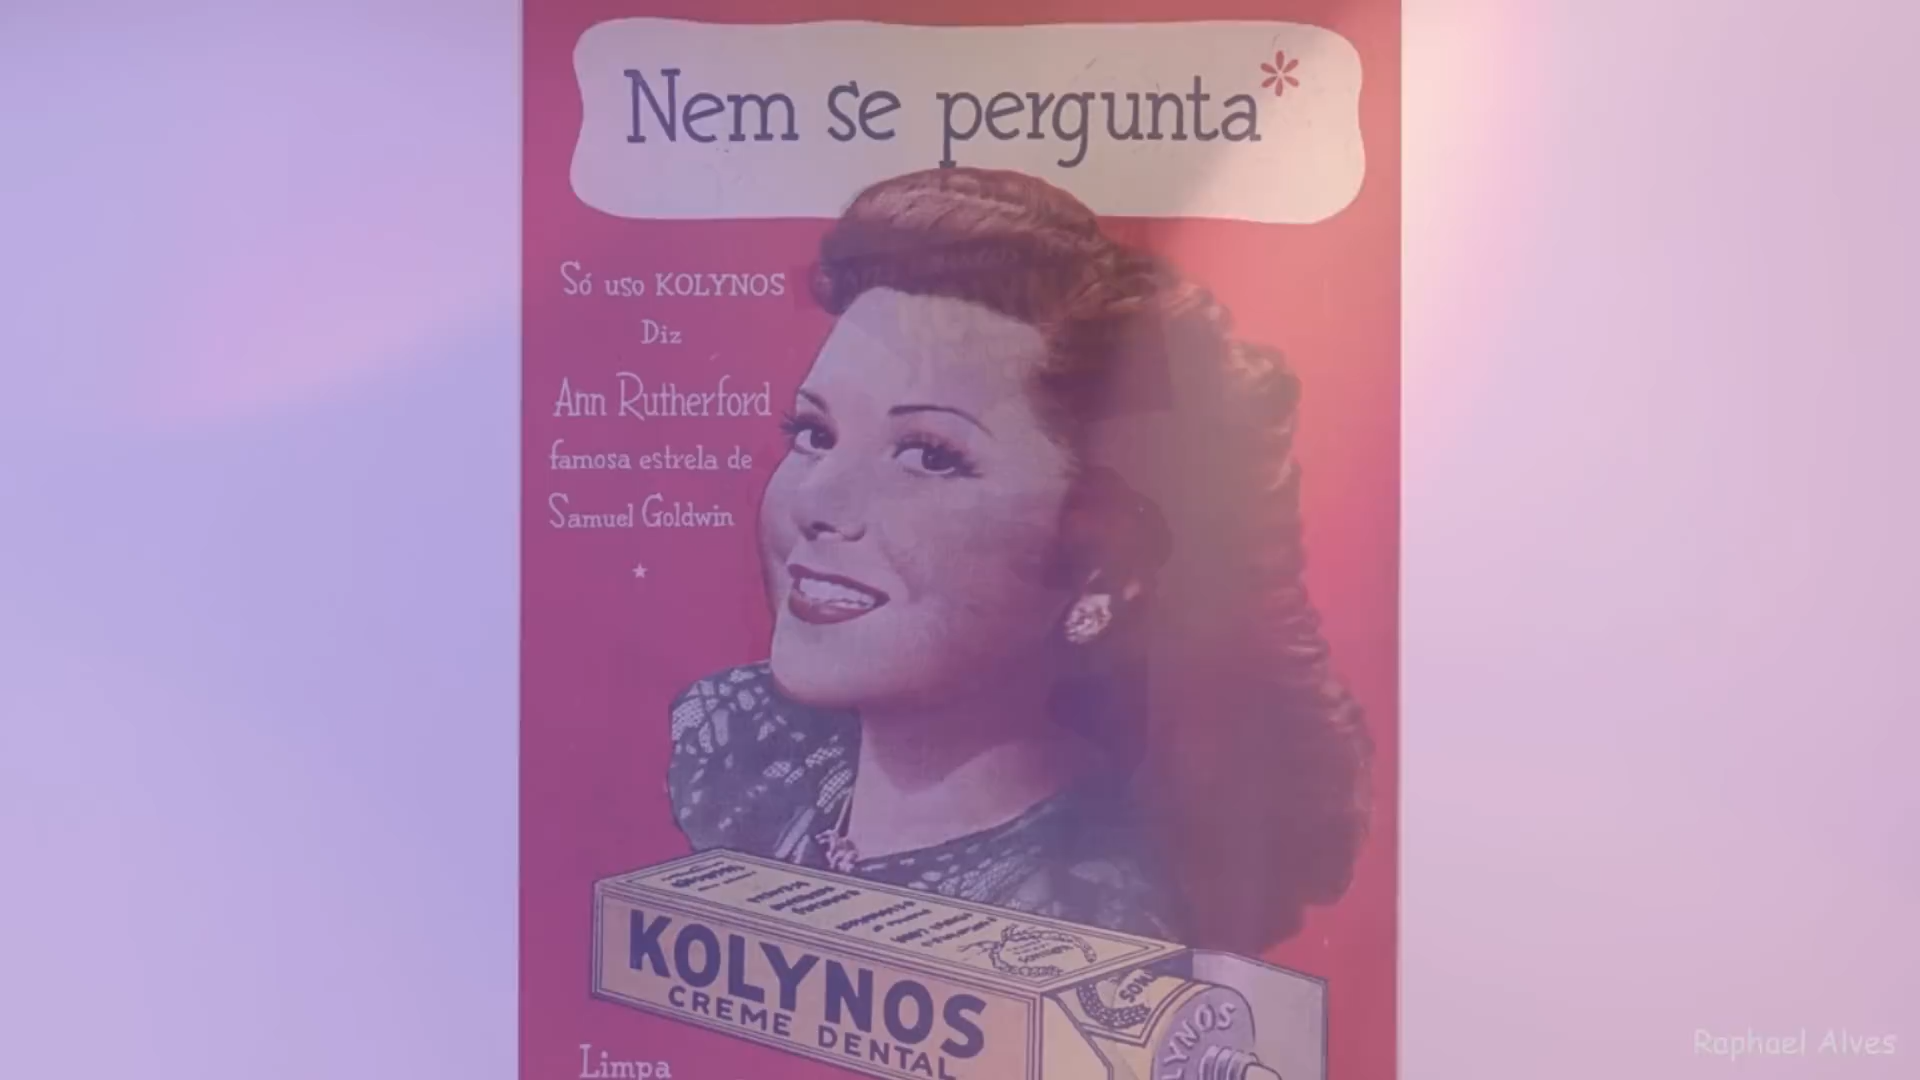 Nem se pergunta*
Só uso KOLYNOS
Diz
Ann Rutherford
famosa estrela de
Samuel Goldwin
KOLYNOS
CREME DENTAL
LYNOS
Limpa
Raphael Alves